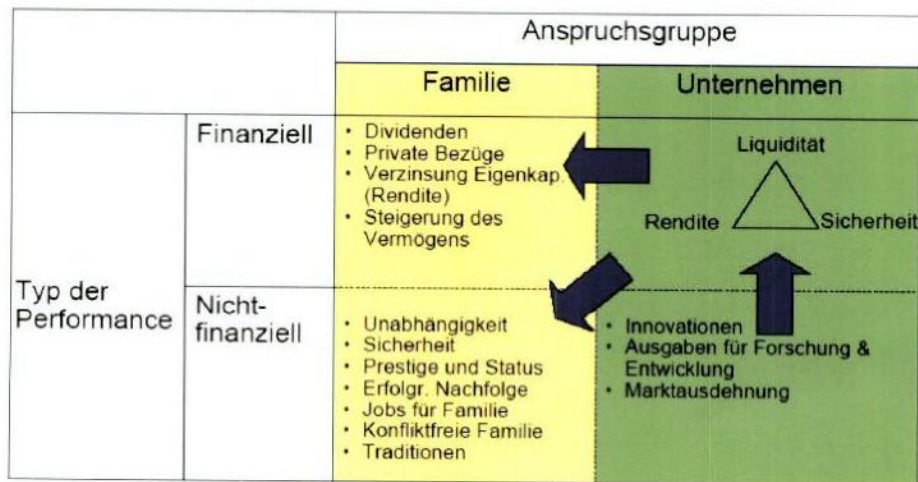 Anspruchsgruppe
Familie
Unternehmen
Typ der
Performance
Finanziell
• Dividenden
• Private Bezüge
• Verzinsung Eigenkap.
(Rendite)
• Steigerung des
Vermögens
Liquidität
Rendite
Sicherheit
Nicht-
finanziell
• Unabhängigkeit
• Sicherheit
• Prestige und Status
• Erfolgr. Nachfolge
• Jobs für Familie
• Konfliktfreie Familie
• Traditionen
• Innovationen
• Ausgaben für Forschung &
Entwicklung
• Marktausdehnung